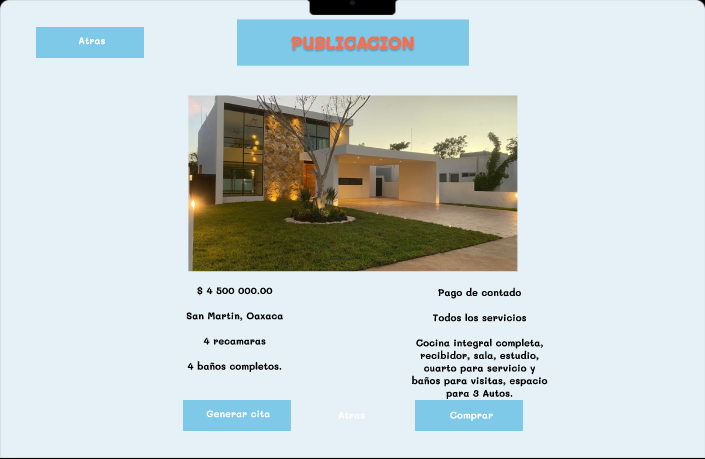 Atras
PUBLICACION
$ 4 500 000.00
San Martin, Oaxaca
4 recamaras
4 baños completos.
Pago de contado
Todos los servicios
Cocina integral completa,
recibidor, sala, estudio,
cuarto para servicio y
baños para visitas, espacio
para 3 Autos.
Generar cita
Atras
Comprar